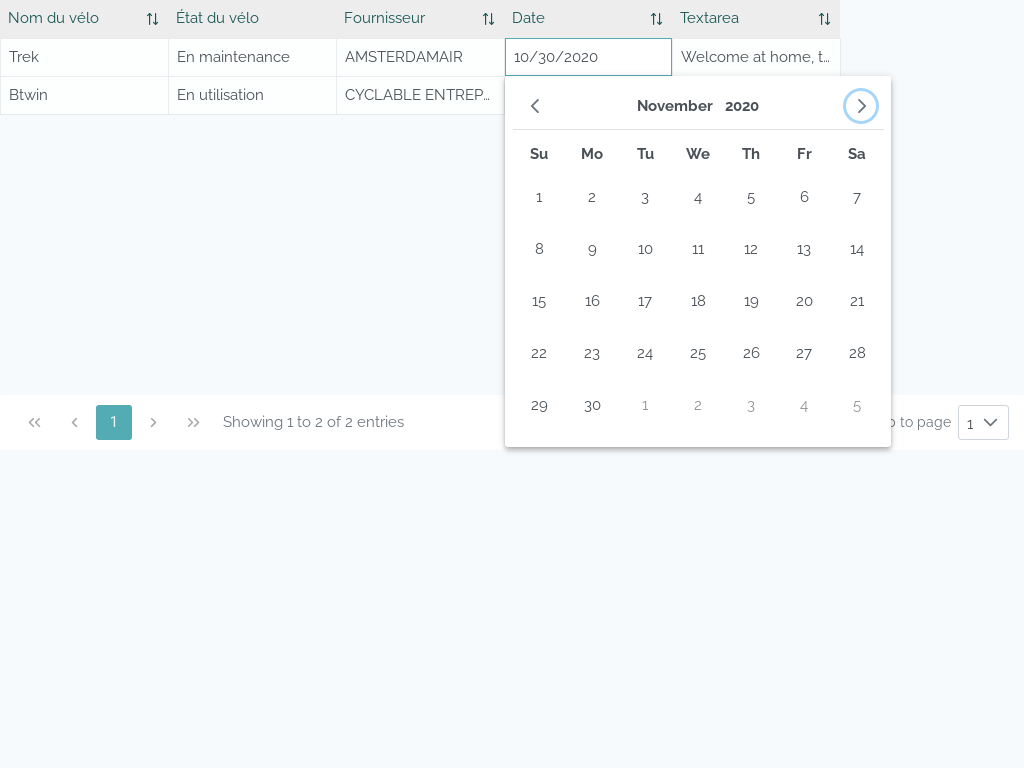 Nom du vélo État du vélo Fournisseur Date Textarea
Trek En maintenance AMSTERDAMAIR 10/30/2020 Welcome at home, t...
Btwin En utilisation CYCLABLE ENTREP...
November 2020
Su Mo Tu We Th Fr Sa
1 2 3 4 5 6 7
8 9 10 11 12 13 14
15 16 17 18 19 20 21
22 23 24 25 26 27 28
29 30 1 2 3 4 5
1 Showing 1 to 2 of 2 entries to page 1